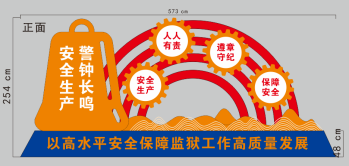 573 cm
正面
254 cm
警钟长鸣
安全生产
安全
生产
人人
有责
遵章
守纪
保障
安全
以高水平安全保障监狱工作高质量发展
48 cm